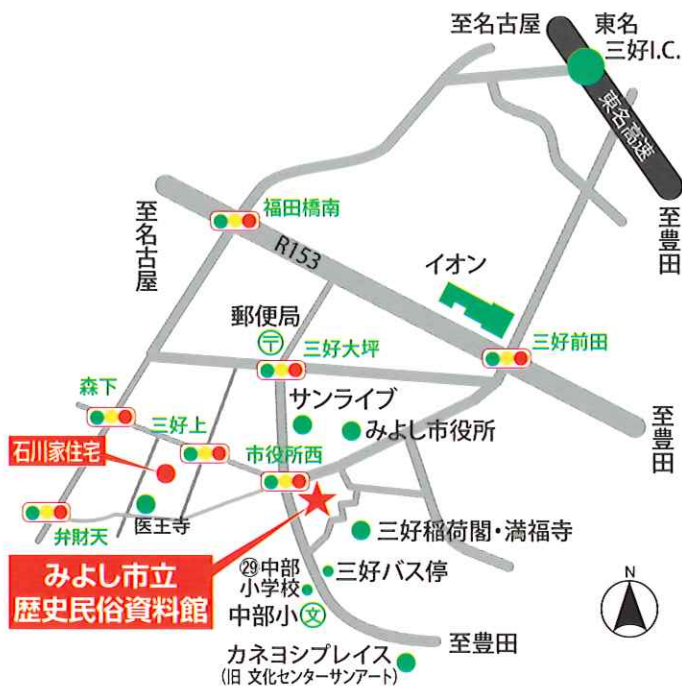 至名古屋
東名
三好I.C.
東名高速
至豊田
福田橋南
至名古屋
R153
イオン
郵便局
〒
三好大坪
三好前田
森下
三好上
サンライブ
みよし市役所
至豊田
石川家住宅
市役所西
弁財天
医王寺
三好稲荷閣・満福寺
みよし市立
歴史民俗資料館
㉙中部
小学校
三好バス停
中部小文
至豊田
カネヨシプレイス
(旧 文化センターサンアート)
N